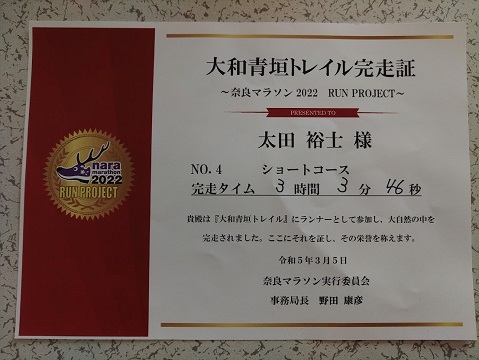 大和青垣トレイル完走証
～奈良マラソン2022 RUN PROJECT～
PRESENTED TO
太田 裕士 様
NO. 4 ショートコース
完走タイム 3 時間 3 分 46 秒
貴殿は『大和青垣トレイル』にランナーとして参加し、大自然の中を
完走されました。ここにそれを証し、その栄誉を称えます。
令和5年3月5日
奈良マラソン実行委員会
事務局長 野田 康彦
nara
marathon
2022
RUN PROJECT